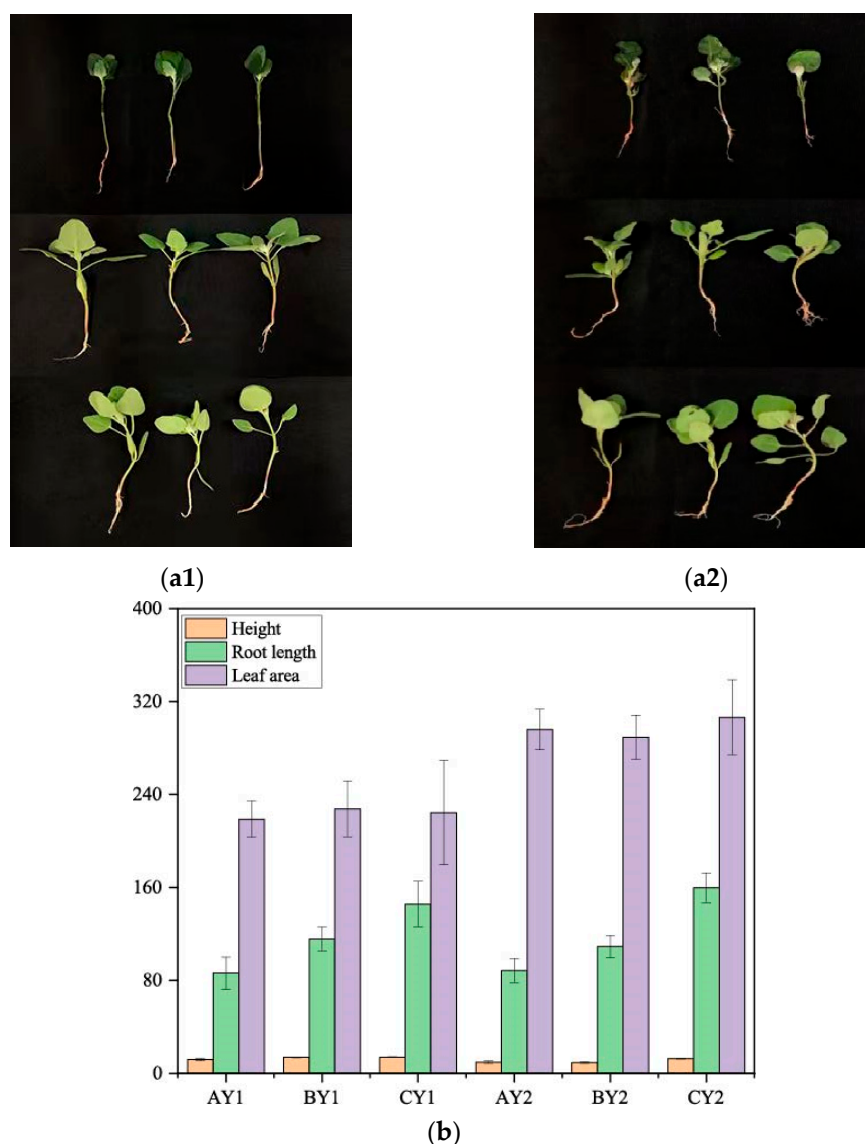 (a1)
(a2)
400
320
240
160
80
0
Height
Root length
Leaf area
AY1 BY1 CY1 AY2 BY2 CY2
(b)